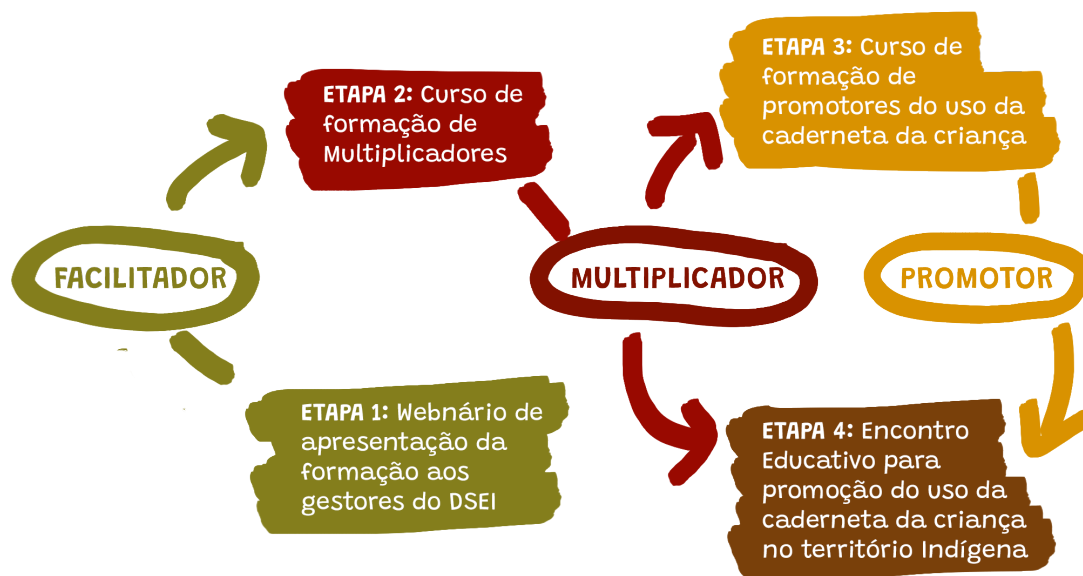 ETAPA 3: Curso de
formação de
promotores do uso da
caderneta da criança
ETAPA 2: Curso de
formação de
Multiplicadores
FACILITADOR
MULTIPLICADOR
PROMOTOR
ETAPA 1: Webnário de
apresentação da
formação aos
gestores do DSEI
ETAPA 4: Encontro
Educativo para
promoção do uso da
caderneta da criança
no território Indígena